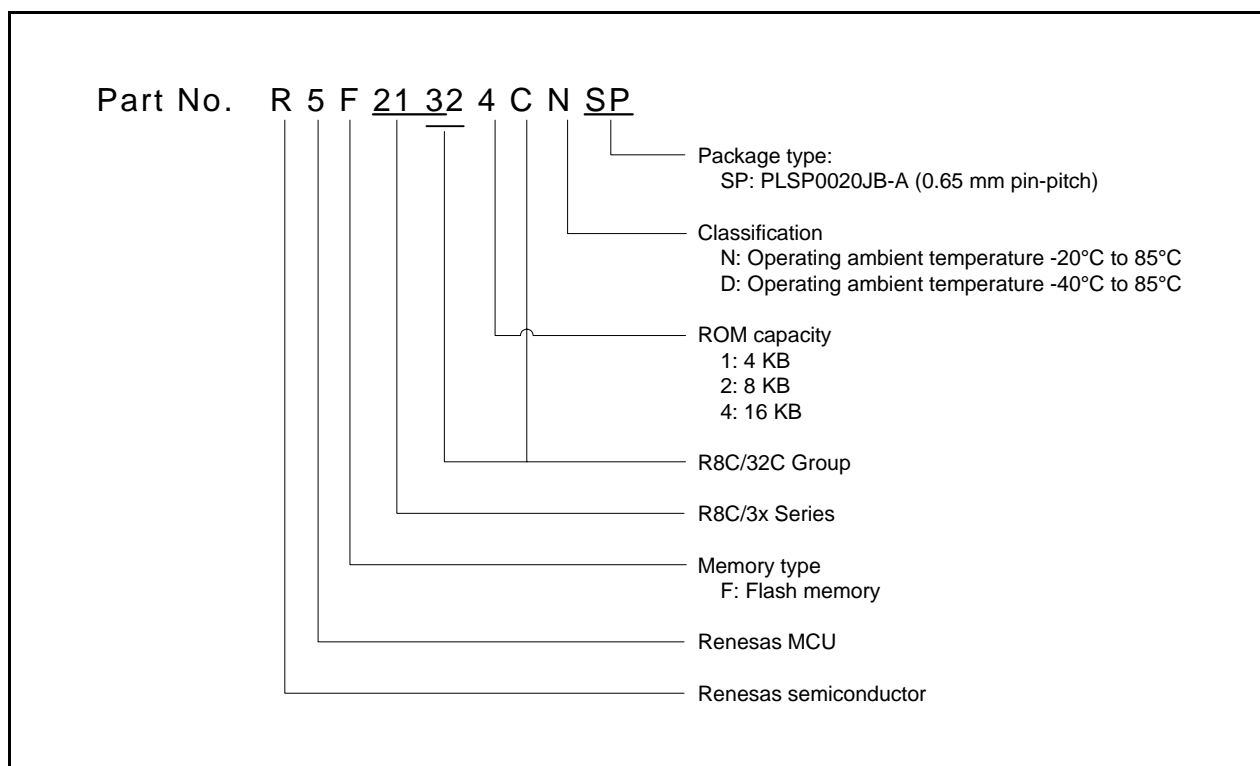 Part No. R 5 F 21 32 4 C N SP
Package type:
SP: PLSP0020JB-A (0.65 mm pin-pitch)
Classification
N: Operating ambient temperature -20°C to 85°C
D: Operating ambient temperature -40°C to 85°C
ROM capacity
1: 4 KB
2: 8 KB
4: 16 KB
R8C/32C Group
R8C/3x Series
Memory type
F: Flash memory
Renesas MCU
Renesas semiconductor